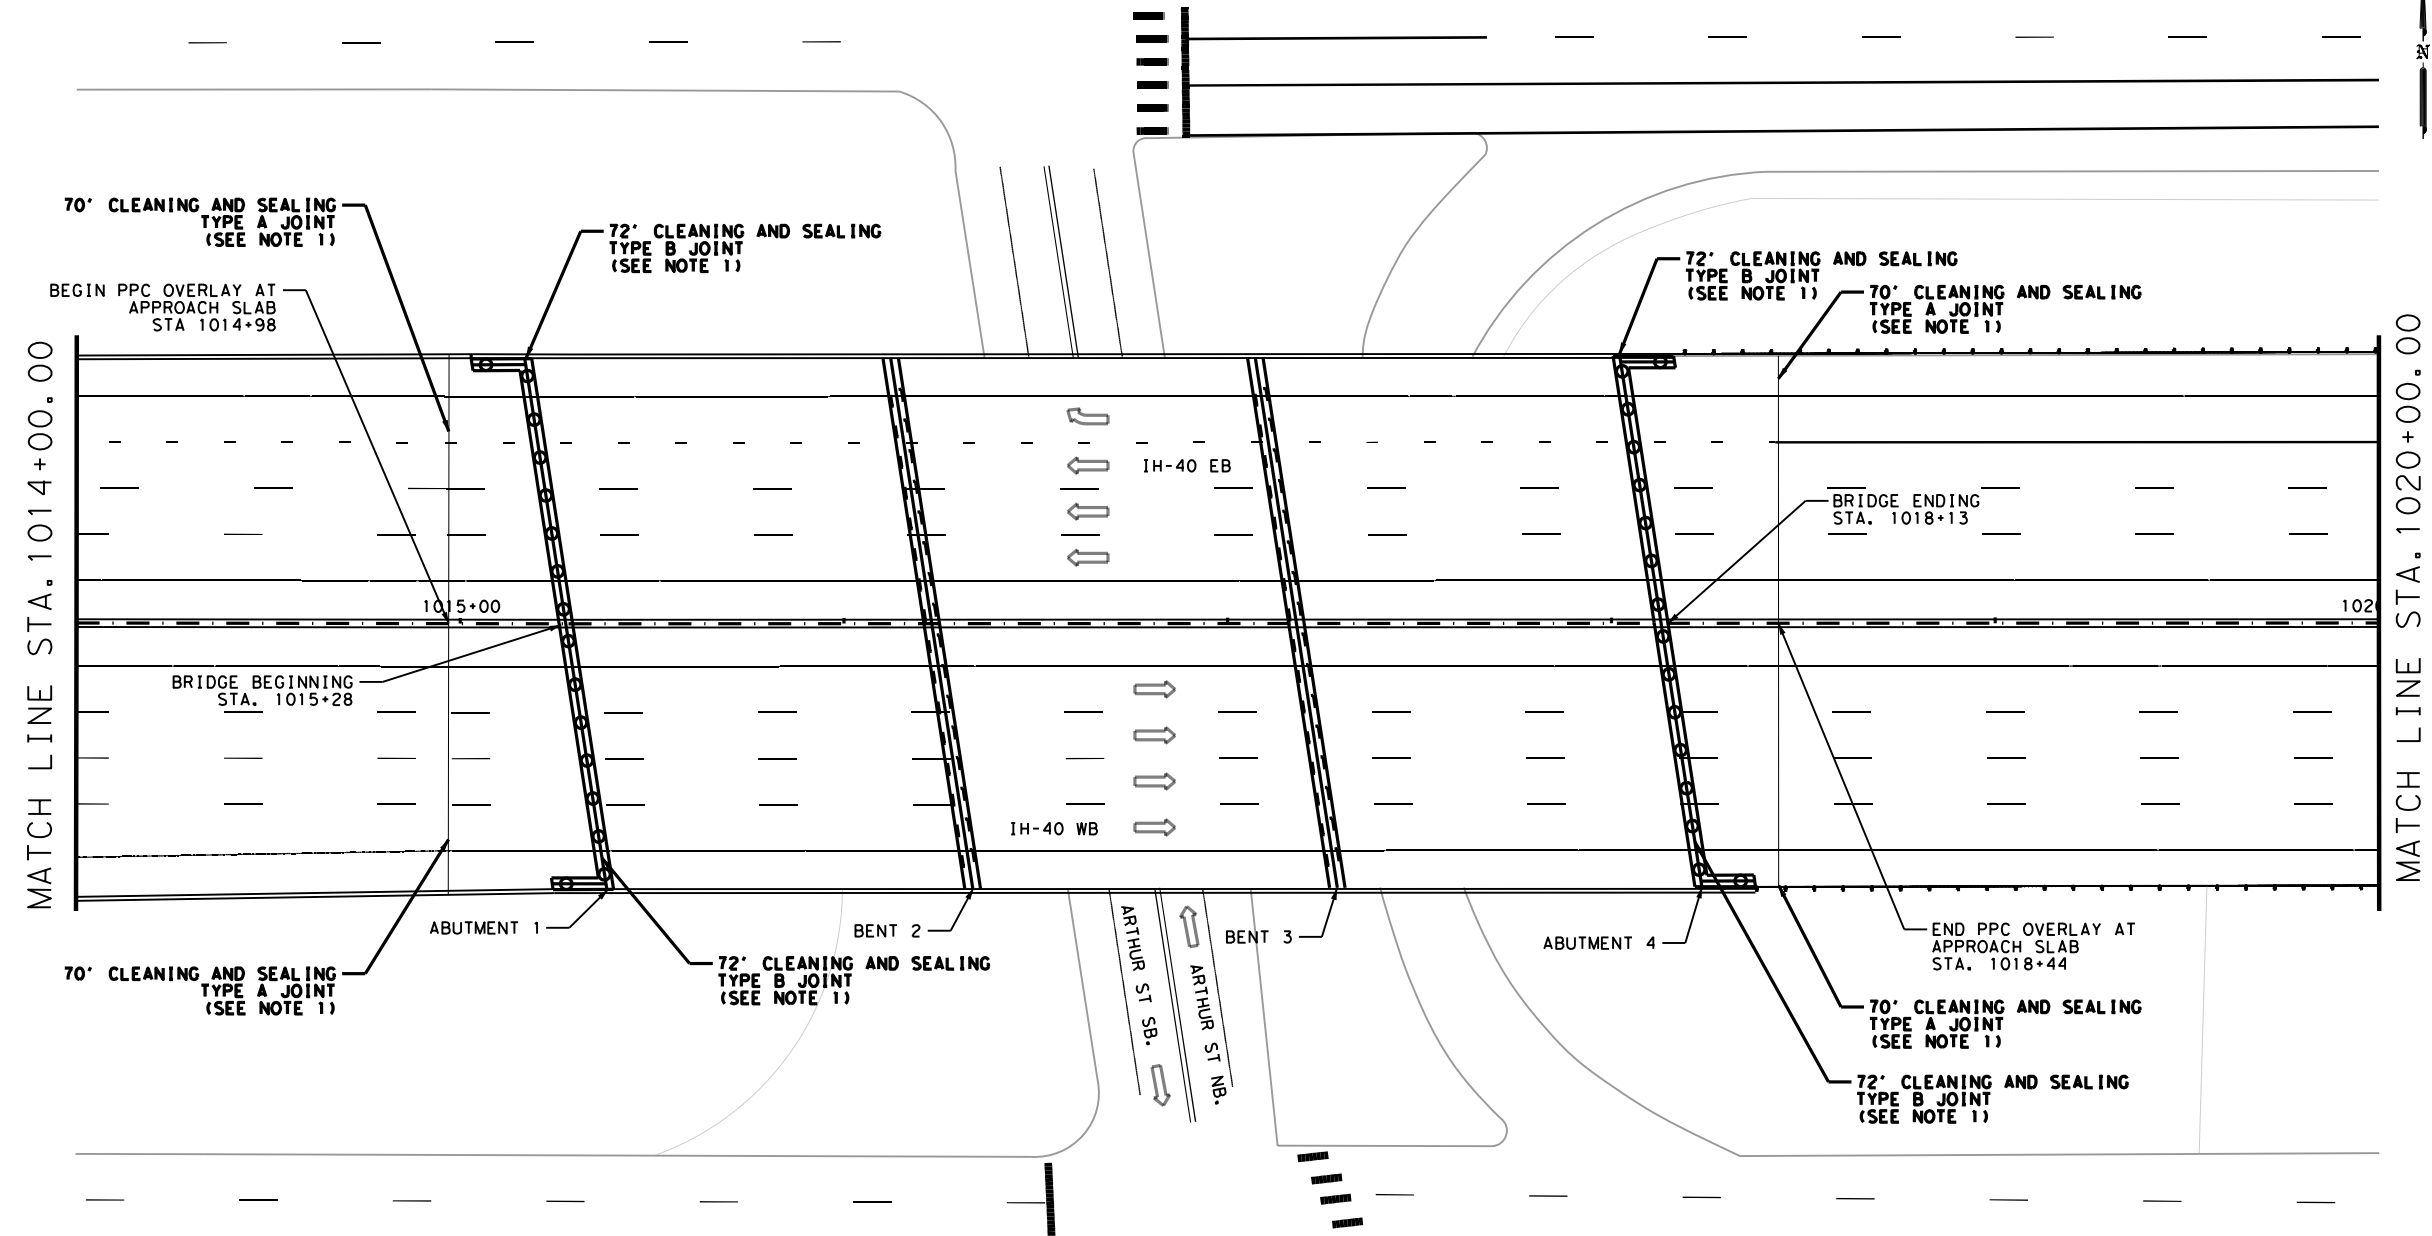 N
70' CLEANING AND SEALING
TYPE A JOINT
(SEE NOTE 1)
72' CLEANING AND SEALING
TYPE B JOINT
(SEE NOTE 1)
72' CLEANING AND SEALING
TYPE B JOINT
(SEE NOTE 1)
70' CLEANING AND SEALING
TYPE A JOINT
(SEE NOTE 1)
BEGIN PPC OVERLAY AT
APPROACH SLAB
STA 1014+98
MATCH LINE STA. 1014+00.00
MATCH LINE STA. 1020+00.00
IH-40 EB
BRIDGE ENDING
STA. 1018+13
1015+00
102
BRIDGE BEGINNING
STA. 1015+28
IH-40 WB
ABUTMENT 1
BENT 2
BENT 3
ABUTMENT 4
ARTHUR ST SB.
ARTHUR ST NB.
END PPC OVERLAY AT
APPROACH SLAB
STA. 1018+44
70' CLEANING AND SEALING
TYPE A JOINT
(SEE NOTE 1)
72' CLEANING AND SEALING
TYPE B JOINT
(SEE NOTE 1)
70' CLEANING AND SEALING
TYPE A JOINT
(SEE NOTE 1)
72' CLEANING AND SEALING
TYPE B JOINT
(SEE NOTE 1)